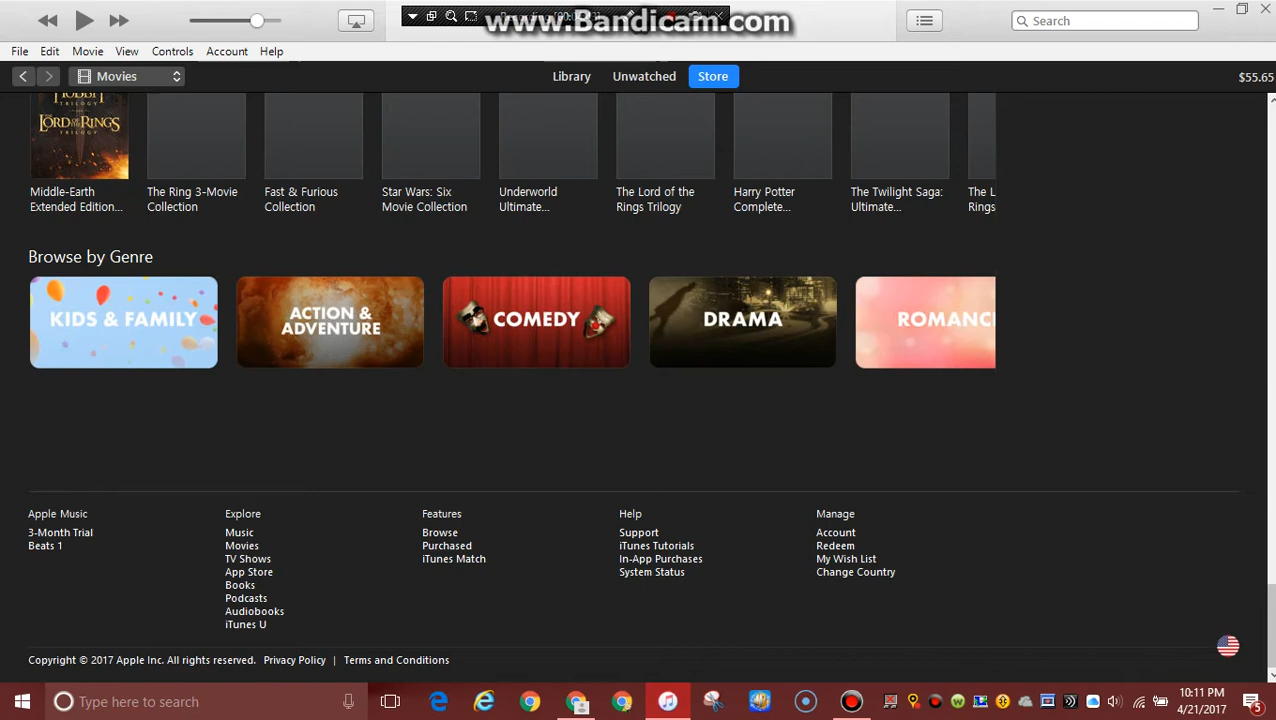 www.Bandicam.com
Search
File Edit Movie View Controls Account Help
Movies
Library Unwatched Store
$55.65
HOBBIT
TRILOGY
LORD OF THE RINGS
TRILOGY
Middle-Earth Extended Edition...
The Ring 3-Movie Collection
Fast & Furious Collection
Star Wars: Six Movie Collection
Underworld Ultimate...
The Lord of the Rings Trilogy
Harry Potter Complete...
The Twilight Saga: Ultimate...
The L
Rings
Browse by Genre
KIDS & FAMILY
ACTION & ADVENTURE
COMEDY
DRAMA
ROMANC
Apple Music
3-Month Trial
Beats 1
Explore
Music
Movies
TV Shows
App Store
Books
Podcasts
Audiobooks
iTunes U
Features
Browse
Purchased
iTunes Match
Help
Support
iTunes Tutorials
In-App Purchases
System Status
Manage
Account
Redeem
My Wish List
Change Country
Copyright © 2017 Apple Inc. All rights reserved. Privacy Policy | Terms and Conditions
Type here to search
10:11 PM
4/21/2017
5